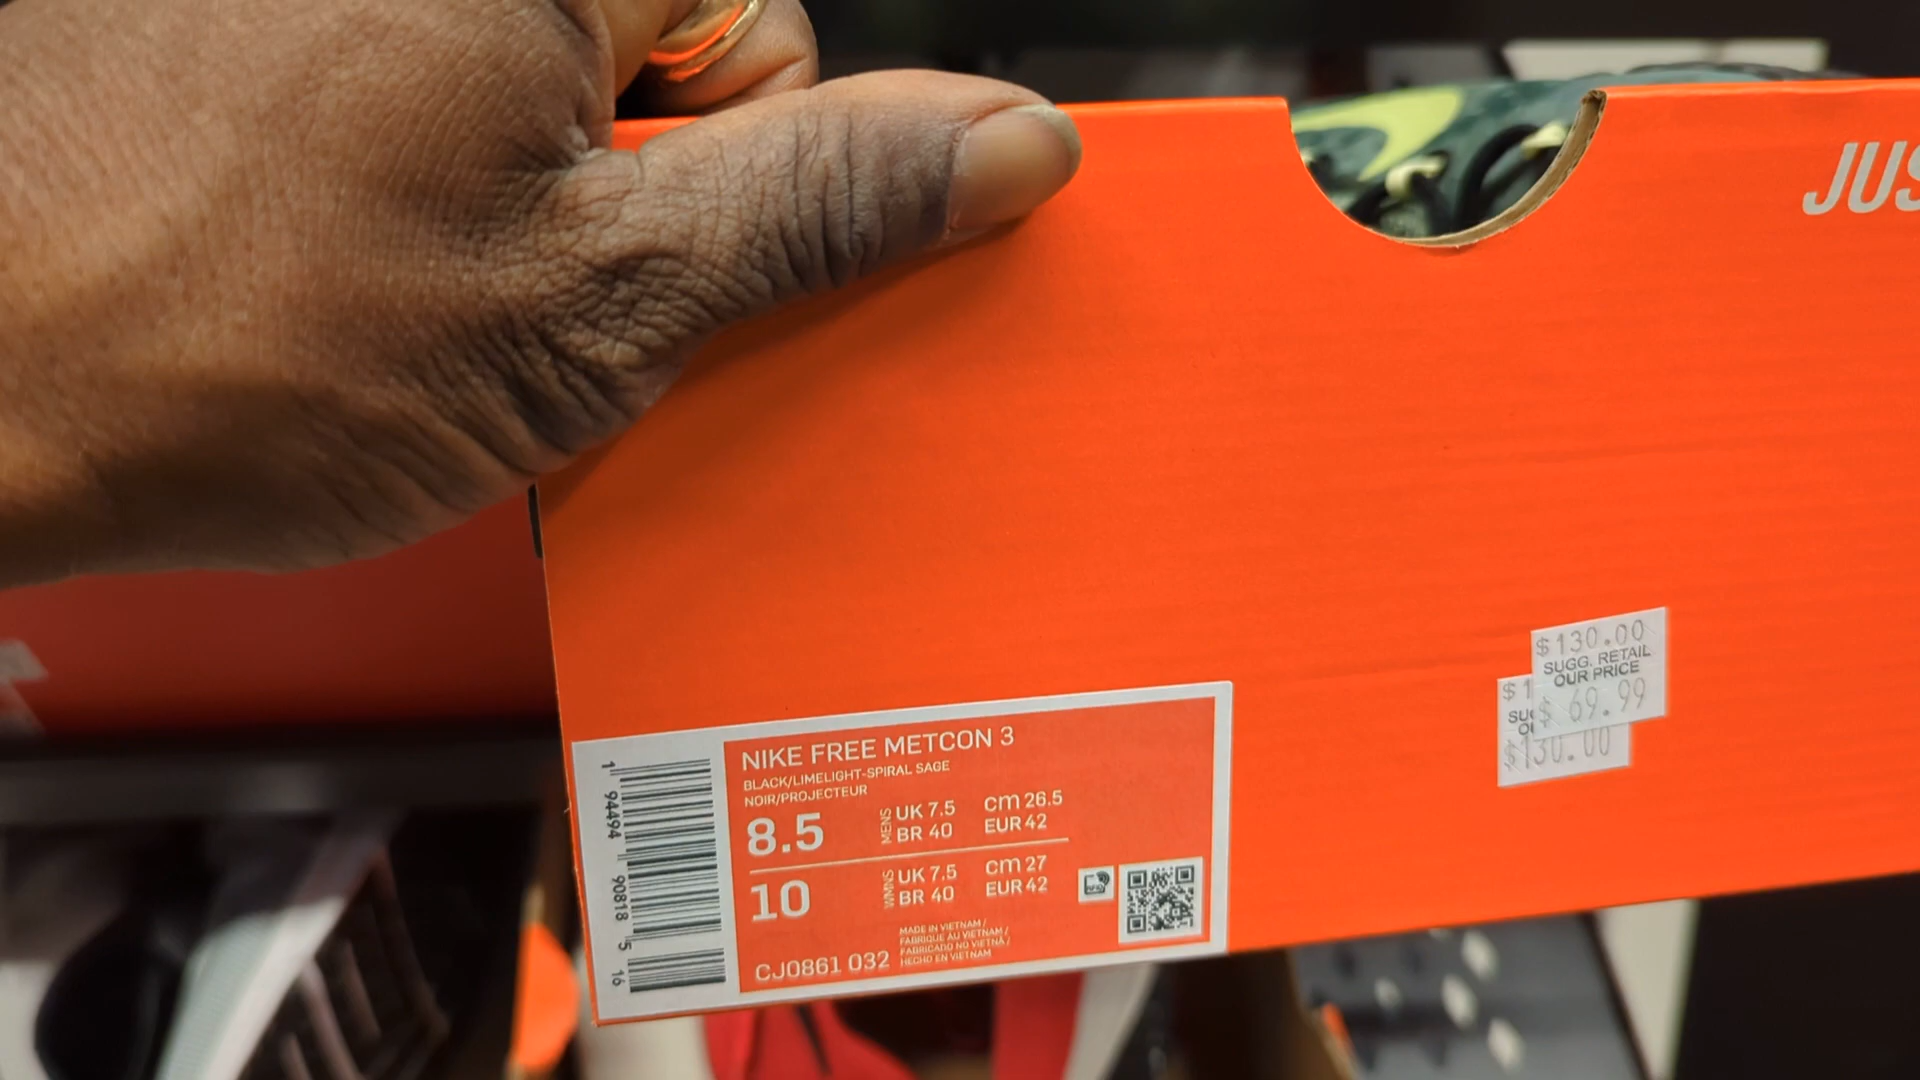 JUS
$130.00
SUGG. RETAIL
OUR PRICE
$ 69.99
$ 1
SU
O
$130.00
NIKE FREE METCON 3
BLACK/LIMELIGHT-SPIRAL SAGE
NOIR/PROJECTEUR
8.5
MENS
UK 7.5 cm 26.5
BR 40 EUR 42
10
WMNS
UK 7.5 cm 27
BR 40 EUR 42
CJ0861 032
MADE IN VIETNAM /
FABRIQUE AU VIETNAM /
FABRICADO NO VIETNÃ /
HECHO EN VIETNAM
1 94494 90818 5 16